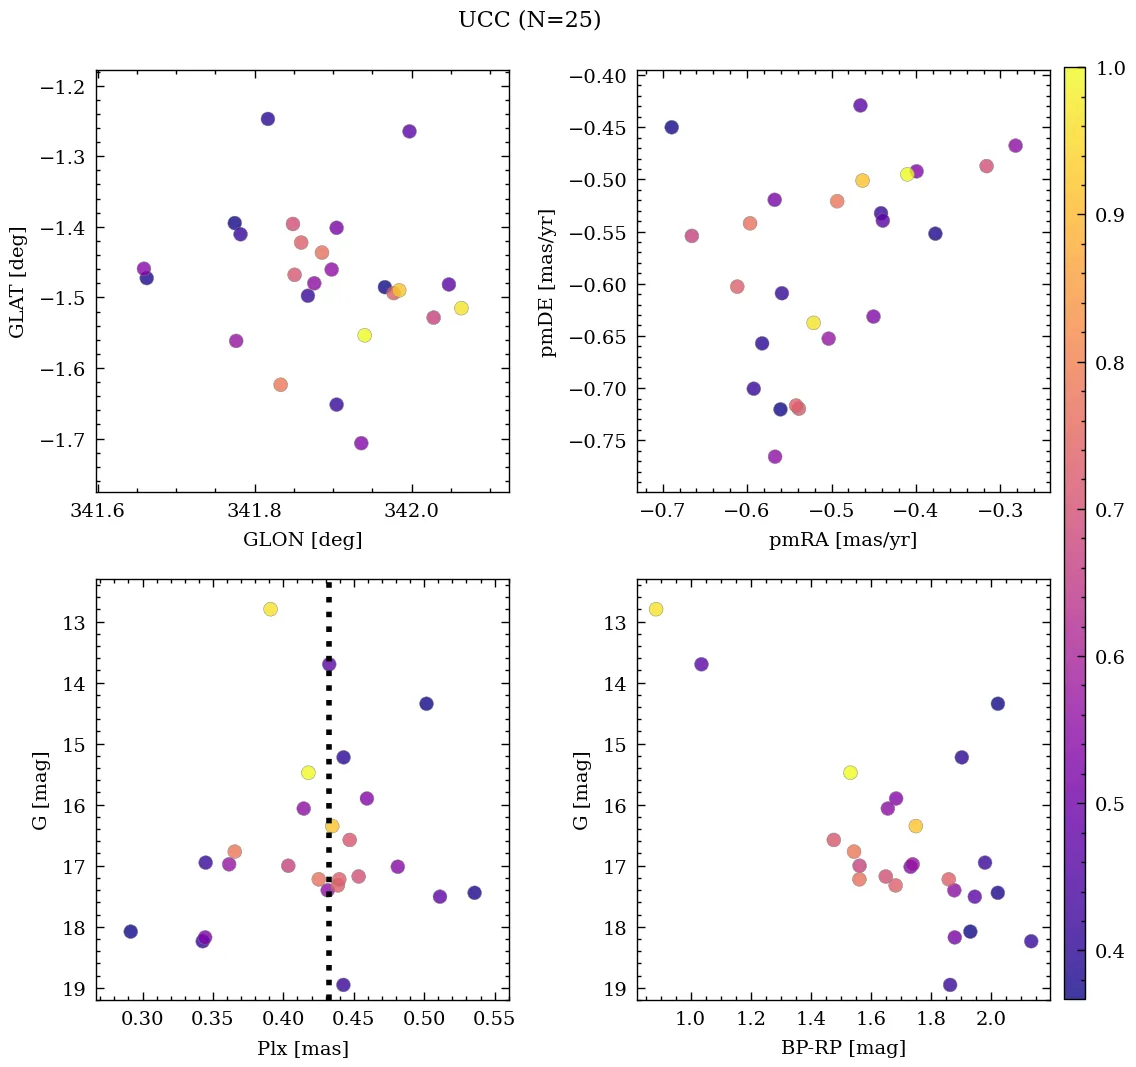 UCC (N=25)
−1.2
−1.3
−1.4
−1.5
−1.6
−1.7
GLAT [deg]
341.6 341.8 342.0
GLON [deg]
−0.40
−0.45
−0.50
−0.55
−0.60
−0.65
−0.70
−0.75
pmDE [mas/yr]
−0.7 −0.6 −0.5 −0.4 −0.3
pmRA [mas/yr]
13
14
15
16
17
18
19
G [mag]
0.30 0.35 0.40 0.45 0.50 0.55
Plx [mas]
13
14
15
16
17
18
19
G [mag]
1.0 1.2 1.4 1.6 1.8 2.0
BP-RP [mag]
1.0
0.9
0.8
0.7
0.6
0.5
0.4